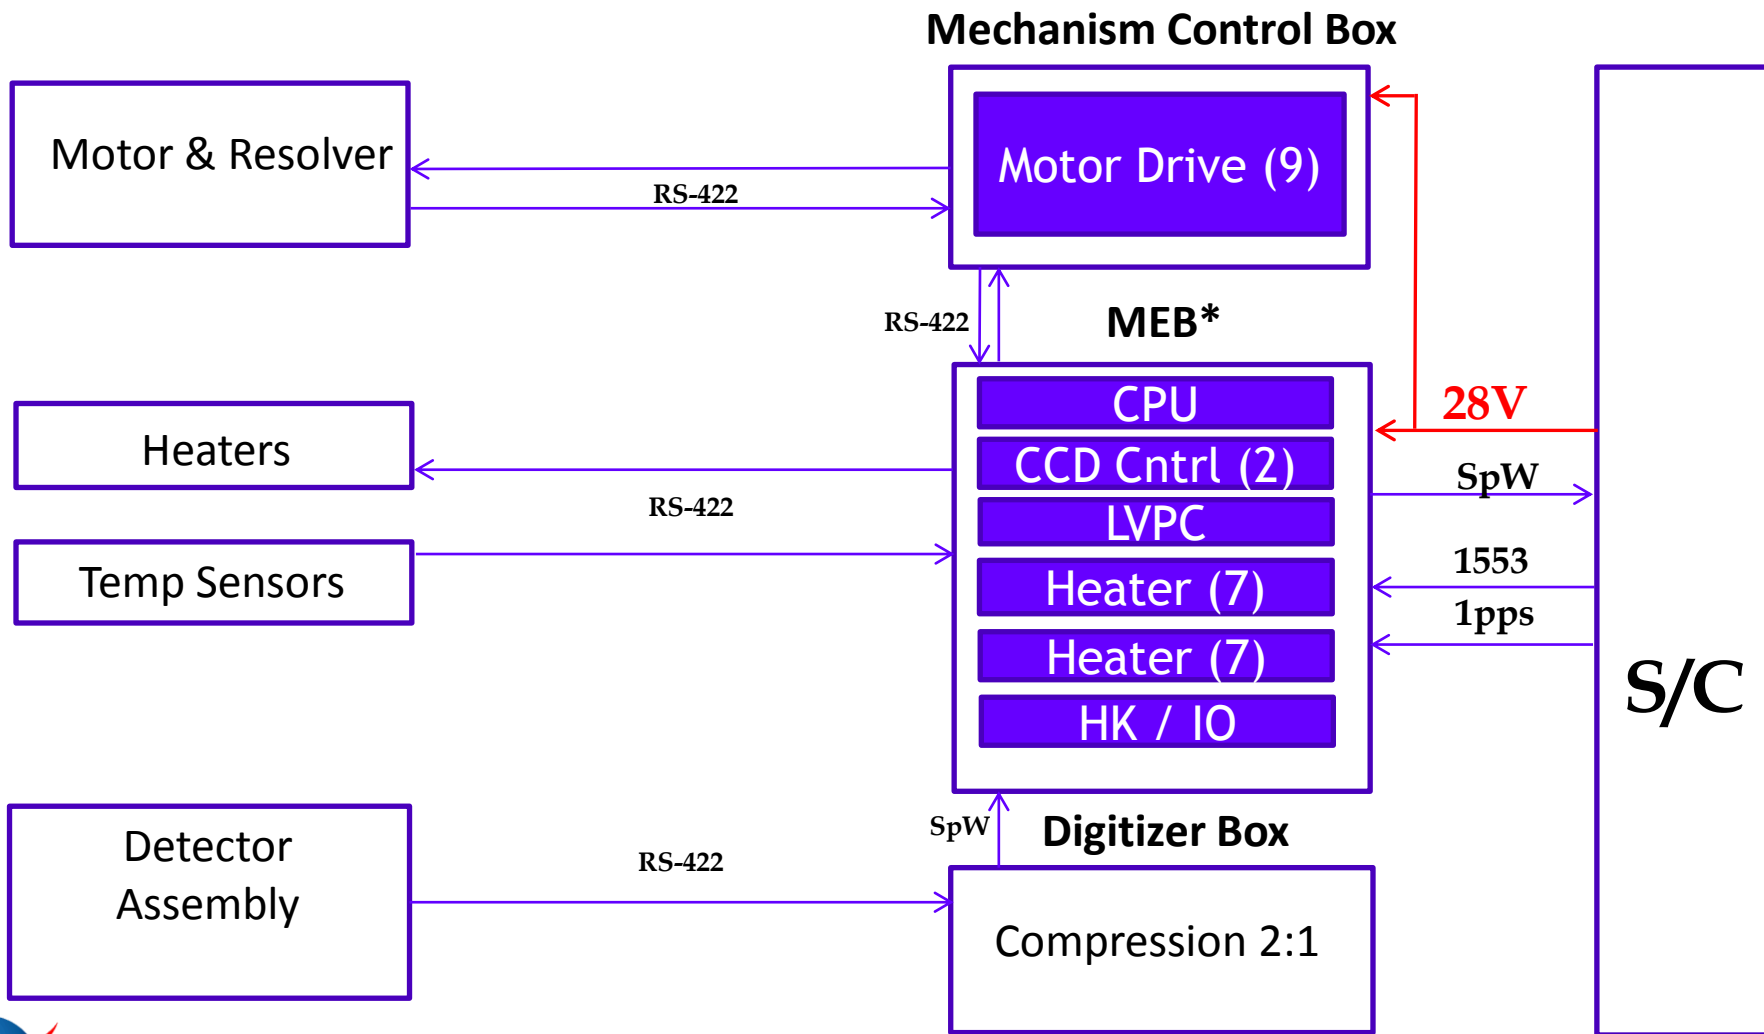 Mechanism Control Box
Motor & Resolver
Motor Drive (9)
RS-422
RS-422
MEB*
CPU
28V
Heaters
CCD Cntrl (2)
SpW
RS-422
LVPC
1553
Temp Sensors
Heater (7)
1pps
Heater (7)
S/C
HK / IO
SpW
Digitizer Box
Detector
Assembly
RS-422
Compression 2:1